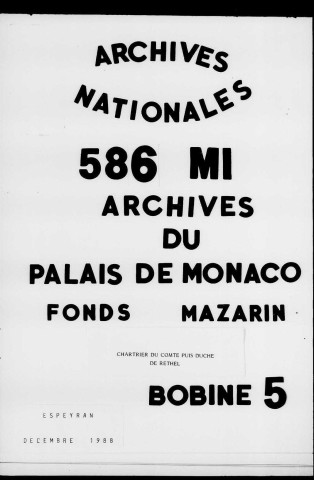 ARCHIVES
NATIONALES
586 MI
ARCHIVES
DU
PALAIS DE MONACO
FONDS MAZARIN
CHARTRIER DU COMTE PUIS DUCHE
DE RETHEL
BOBINE 5
ESPEYRAN
DECEMBRE 1988